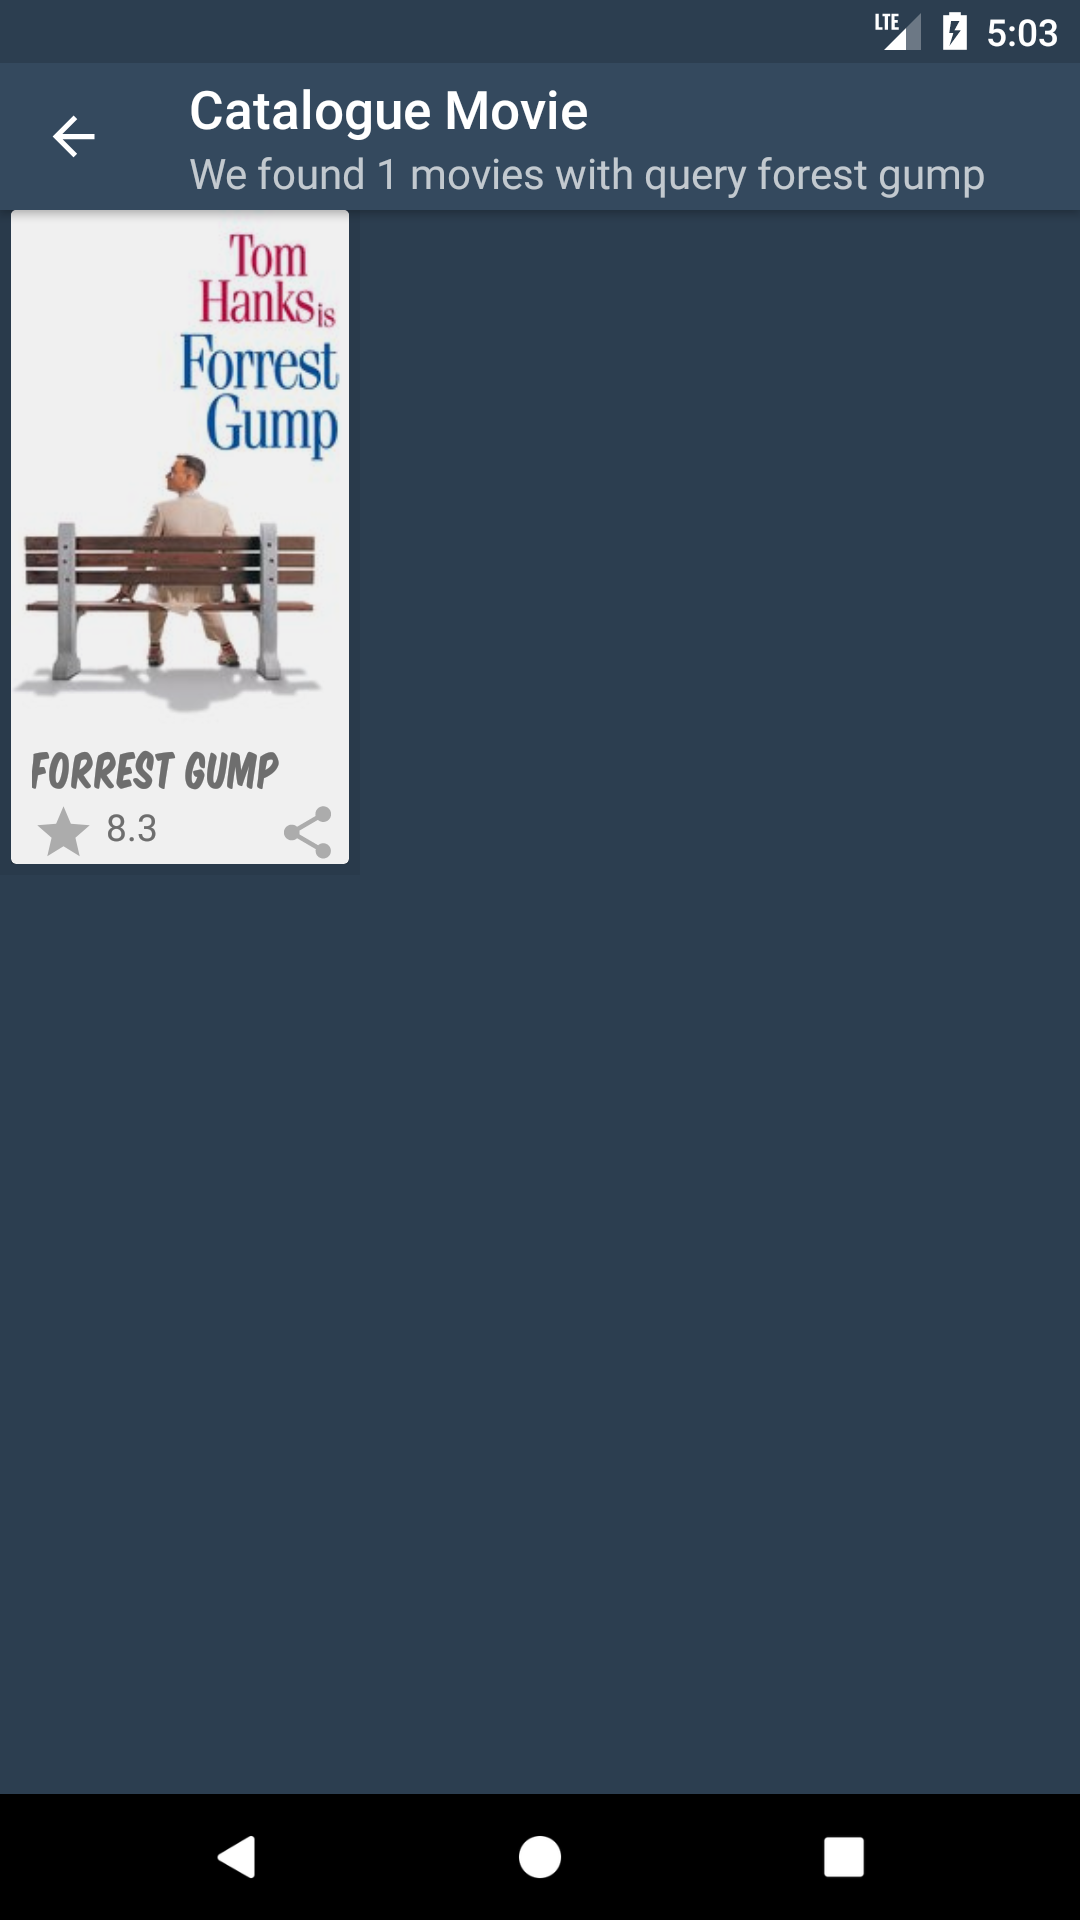 LTE 5:03
Catalogue Movie
We found 1 movies with query forest gump
Tom
Hanks is
Forrest
Gump
FORREST GUMP
8.3